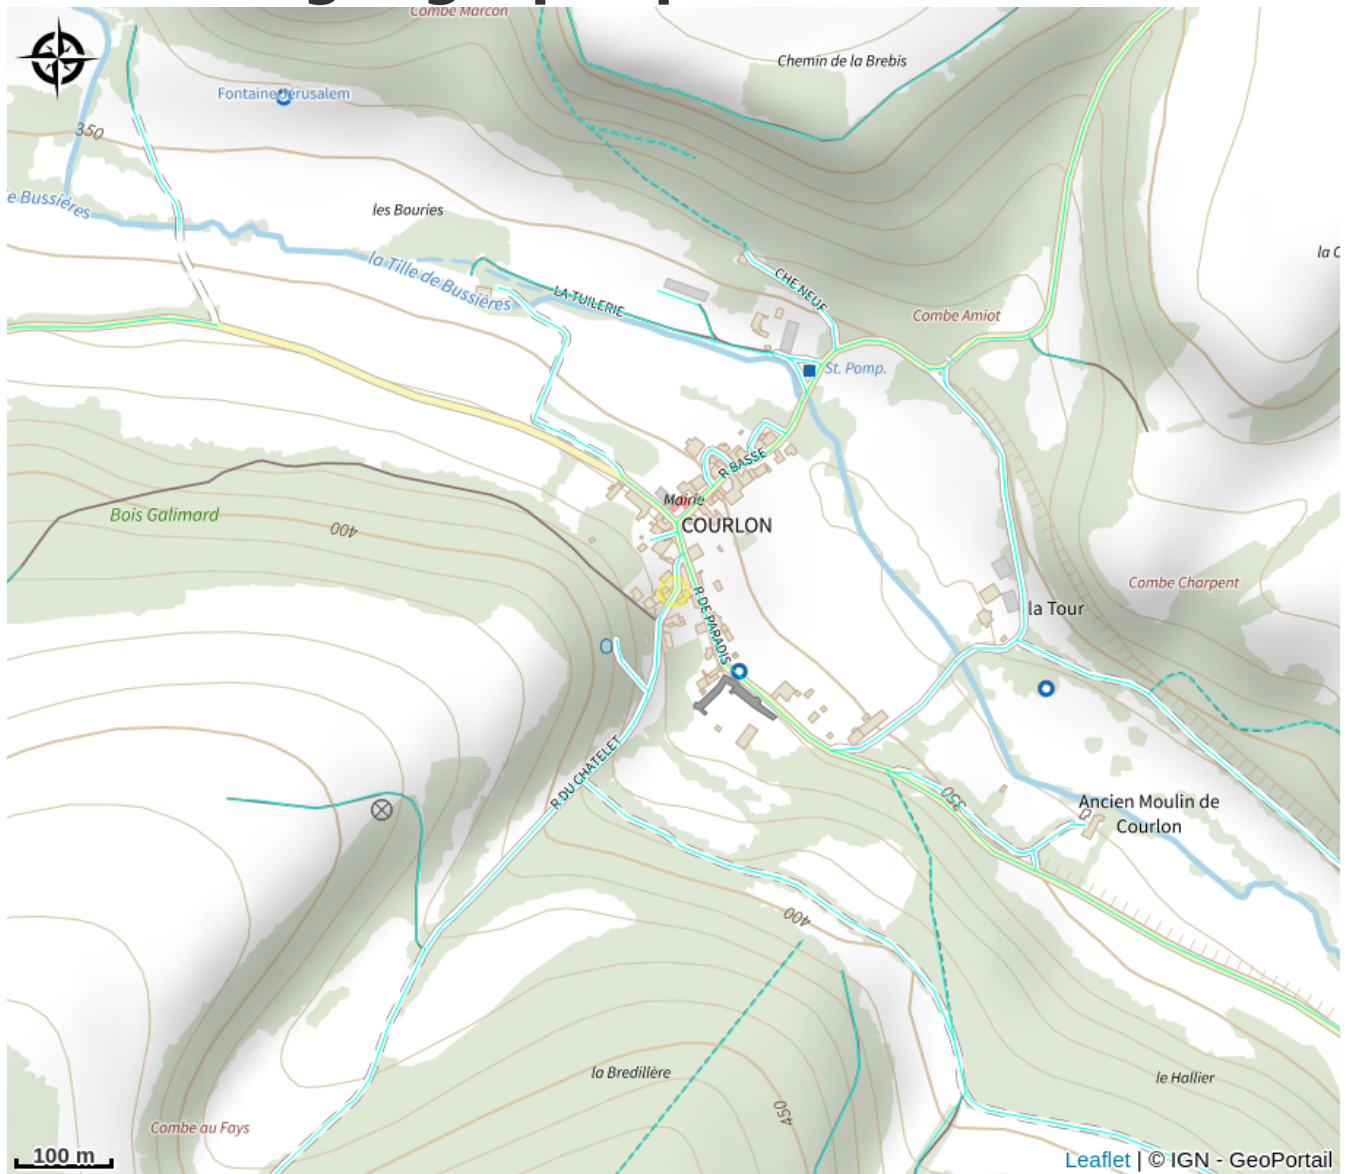 Combe Marcon
Chemin de la Brebis
Fontaine Jérusalem
350
e Bussières
les Bouries
la C
la Tille de Bussières
LA TUILERIE
CHE NEUF
Combe Amiot
St. Pomp.
R BASSE
Mairie
COURLON
Bois Galimard
400
Combe Charpent
R DE PARADIS
la Tour
R DU CHATELET
350
Ancien Moulin de
Courlon
400
la Bredillère
le Hallier
450
Combe au Fays
100 m
Leaflet | © IGN - GeoPortail